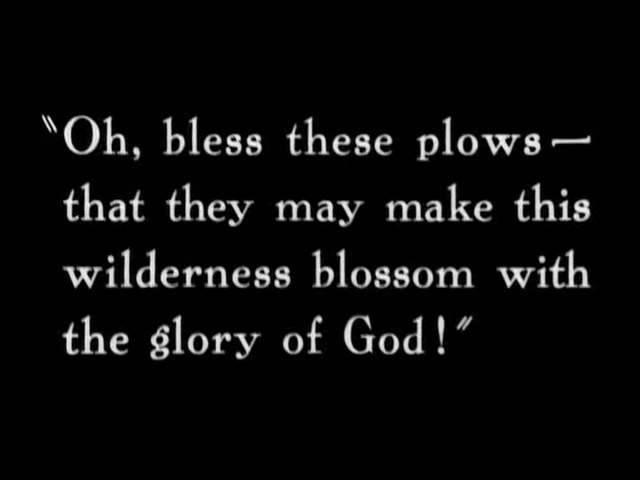 "Oh, bless these plows—
that they may make this
wilderness blossom with
the glory of God!"